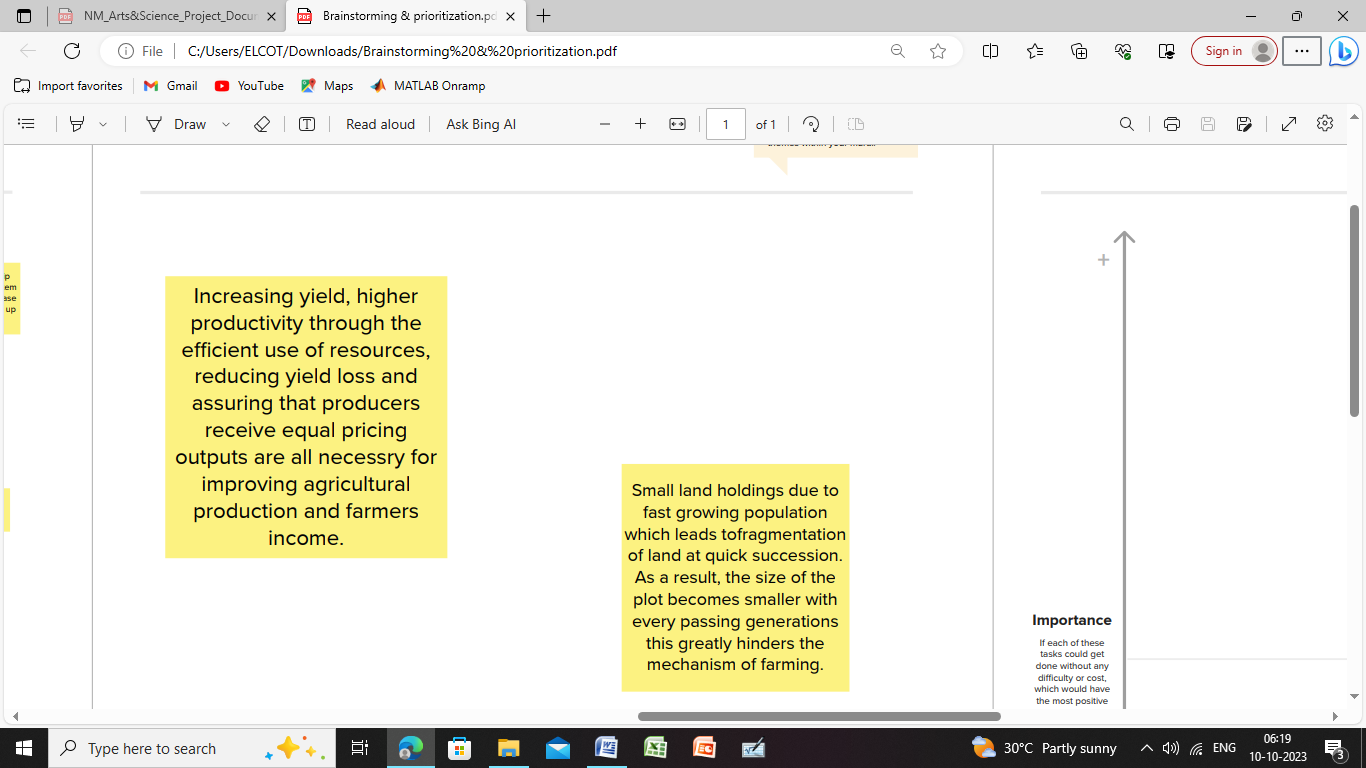 NM_Arts&Science_Project_Docur
Brainstorming & prioritization.pd
File
C:/Users/ELCOT/Downloads/Brainstorming%20&%20prioritization.pdf
Sign in
Import favorites
Gmail
YouTube
Maps
MATLAB Onramp
Draw
Read aloud
Ask Bing AI
1
of 1
Increasing yield, higher
productivity through the
efficient use of resources,
reducing yield loss and
assuring that producers
receive equal pricing
outputs are all necessry for
improving agricultural
production and farmers
income.
Small land holdings due to
fast growing population
which leads tofragmentation
of land at quick succession.
As a result, the size of the
plot becomes smaller with
every passing generations
this greatly hinders the
mechanism of farming.
Importance
If each of these
tasks could get
done without any
difficulty or cost,
which would have
the most positive
Type here to search
30°C Partly sunny
ENG
06:19
10-10-2023
3